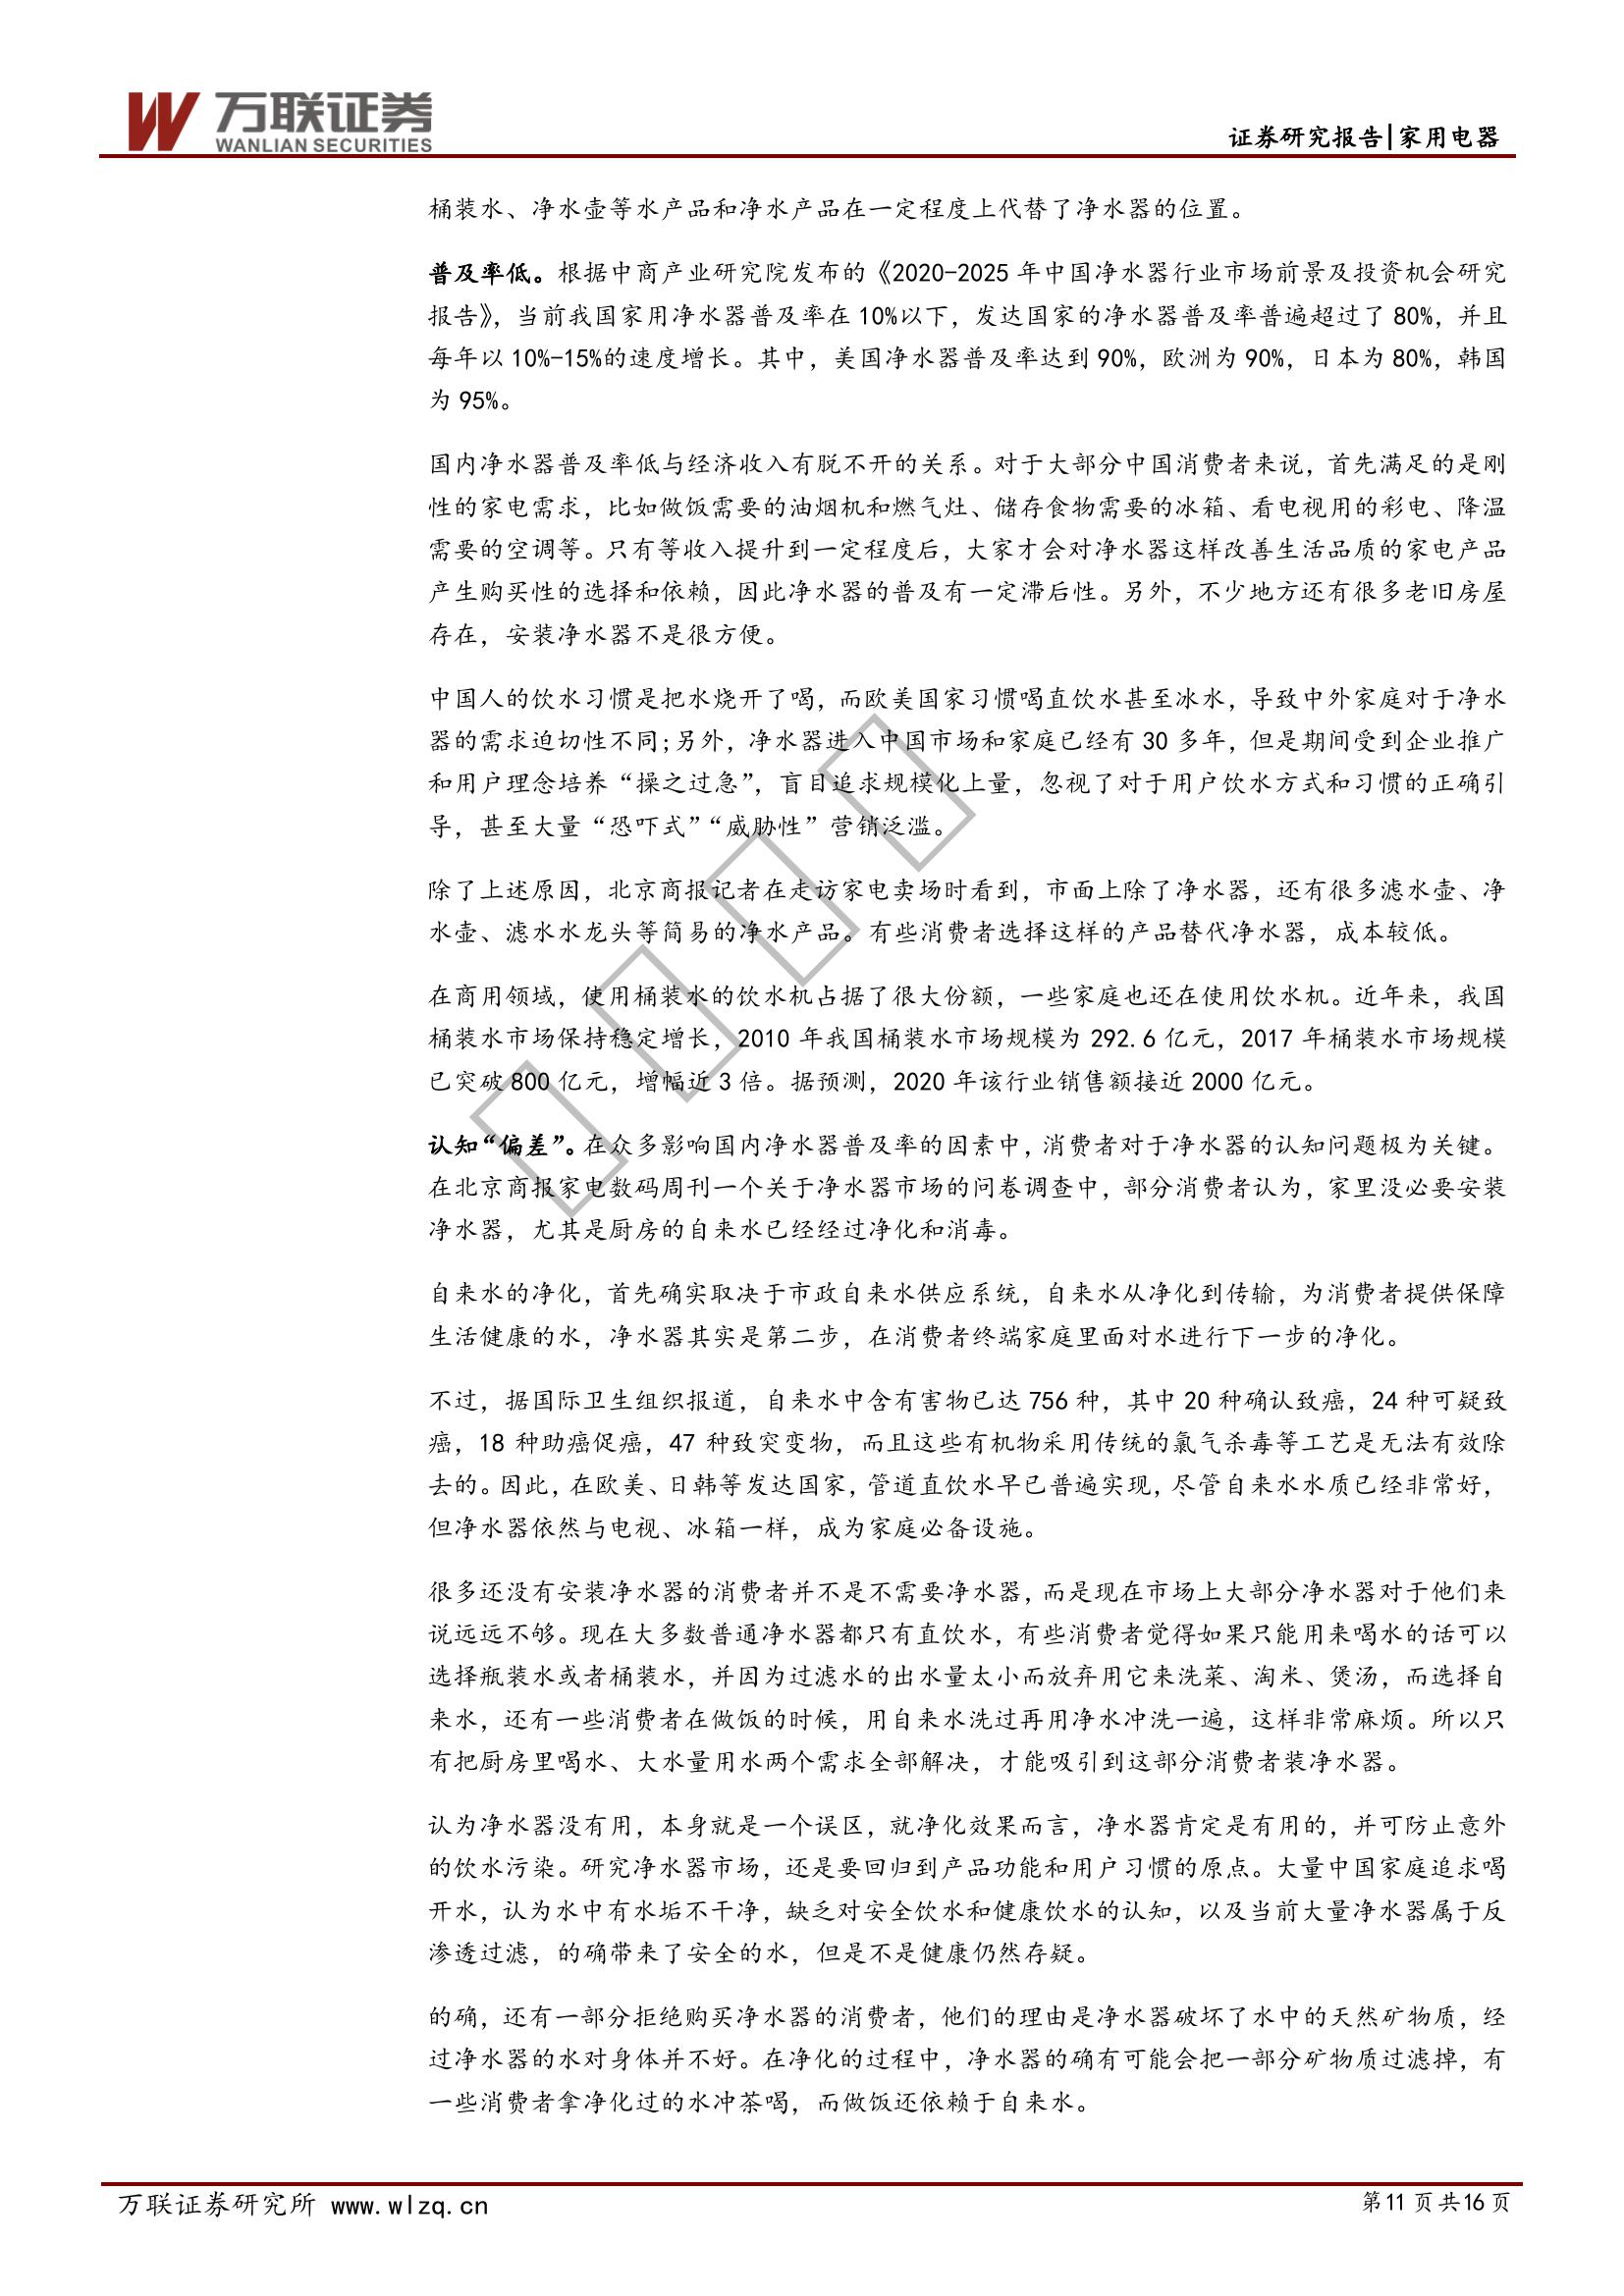 万联证券
WANLIAN SECURITIES
证券研究报告|家用电器
桶装水、净水壶等水产品和净水产品在一定程度上代替了净水器的位置。
普及率低。根据中商产业研究院发布的《2020-2025 年中国净水器行业市场前景及投资机会研究
报告》，当前我国家用净水器普及率在 10%以下，发达国家的净水器普及率普遍超过了 80%，并且
每年以 10%-15%的速度增长。其中，美国净水器普及率达到 90%，欧洲为 90%，日本为 80%，韩国
为 95%。
国内净水器普及率低与经济收入有脱不开的关系。对于大部分中国消费者来说，首先满足的是刚
性的家电需求，比如做饭需要的油烟机和燃气灶、储存食物需要的冰箱、看电视用的彩电、降温
需要的空调等。只有等收入提升到一定程度后，大家才会对净水器这样改善生活品质的家电产品
产生购买性的选择和依赖，因此净水器的普及有一定滞后性。另外，不少地方还有很多老旧房屋
存在，安装净水器不是很方便。
中国人的饮水习惯是把水烧开了喝，而欧美国家习惯喝直饮水甚至冰水，导致中外家庭对于净水
器的需求迫切性不同;另外，净水器进入中国市场和家庭已经有 30 多年，但是期间受到企业推广
和用户理念培养“操之过急”，盲目追求规模化上量，忽视了对于用户饮水方式和习惯的正确引
导，甚至大量“恐吓式”“威胁性”营销泛滥。
除了上述原因，北京商报记者在走访家电卖场时看到，市面上除了净水器，还有很多滤水壶、净
水壶、滤水水龙头等简易的净水产品。有些消费者选择这样的产品替代净水器，成本较低。
在商用领域，使用桶装水的饮水机占据了很大份额，一些家庭也还在使用饮水机。近年来，我国
桶装水市场保持稳定增长，2010 年我国桶装水市场规模为 292.6 亿元，2017 年桶装水市场规模
已突破 800 亿元，增幅近 3 倍。据预测，2020 年该行业销售额接近 2000 亿元。
认知“偏差”。在众多影响国内净水器普及率的因素中，消费者对于净水器的认知问题极为关键。
在北京商报家电数码周刊一个关于净水器市场的问卷调查中，部分消费者认为，家里没必要安装
净水器，尤其是厨房的自来水已经经过净化和消毒。
自来水的净化，首先确实取决于市政自来水供应系统，自来水从净化到传输，为消费者提供保障
生活健康的水，净水器其实是第二步，在消费者终端家庭里面对水进行下一步的净化。
不过，据国际卫生组织报道，自来水中含有害物已达 756 种，其中 20 种确认致癌，24 种可疑致
癌，18 种助癌促癌，47 种致突变物，而且这些有机物采用传统的氯气杀毒等工艺是无法有效除
去的。因此，在欧美、日韩等发达国家，管道直饮水早已普遍实现，尽管自来水水质已经非常好，
但净水器依然与电视、冰箱一样，成为家庭必备设施。
很多还没有安装净水器的消费者并不是不需要净水器，而是现在市场上大部分净水器对于他们来
说远远不够。现在大多数普通净水器都只有直饮水，有些消费者觉得如果只能用来喝水的话可以
选择瓶装水或者桶装水，并因为过滤水的出水量太小而放弃用它来洗菜、淘米、煲汤，而选择自
来水，还有一些消费者在做饭的时候，用自来水洗过再用净水冲洗一遍，这样非常麻烦。所以只
有把厨房里喝水、大水量用水两个需求全部解决，才能吸引到这部分消费者装净水器。
认为净水器没有用，本身就是一个误区，就净化效果而言，净水器肯定是有用的，并可防止意外
的饮水污染。研究净水器市场，还是要回归到产品功能和用户习惯的原点。大量中国家庭追求喝
开水，认为水中有水垢不干净，缺乏对安全饮水和健康饮水的认知，以及当前大量净水器属于反
渗透过滤，的确带来了安全的水，但是不是健康仍然存疑。
的确，还有一部分拒绝购买净水器的消费者，他们的理由是净水器破坏了水中的天然矿物质，经
过净水器的水对身体并不好。在净化的过程中，净水器的确有可能会把一部分矿物质过滤掉，有
一些消费者拿净化过的水冲茶喝，而做饭还依赖于自来水。
万联证券研究所 www.wlzq.cn
第 11 页 共 16 页